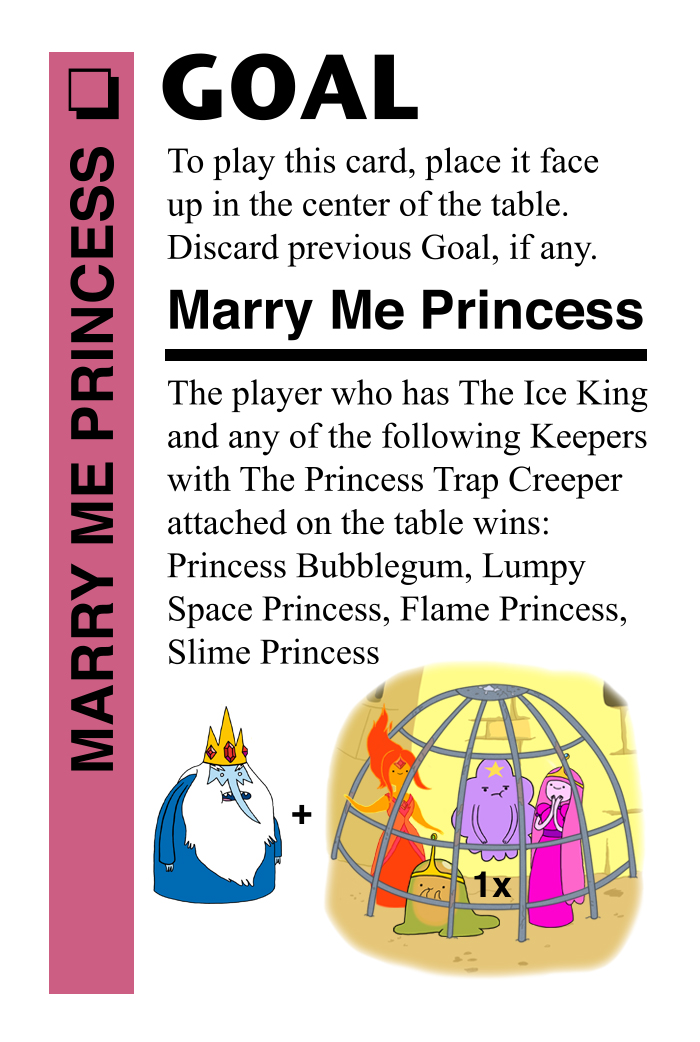 MARRY ME PRINCESS
GOAL
To play this card, place it face
up in the center of the table.
Discard previous Goal, if any.
Marry Me Princess
The player who has The Ice King
and any of the following Keepers
with The Princess Trap Creeper
attached on the table wins:
Princess Bubblegum, Lumpy
Space Princess, Flame Princess,
Slime Princess
+
1x